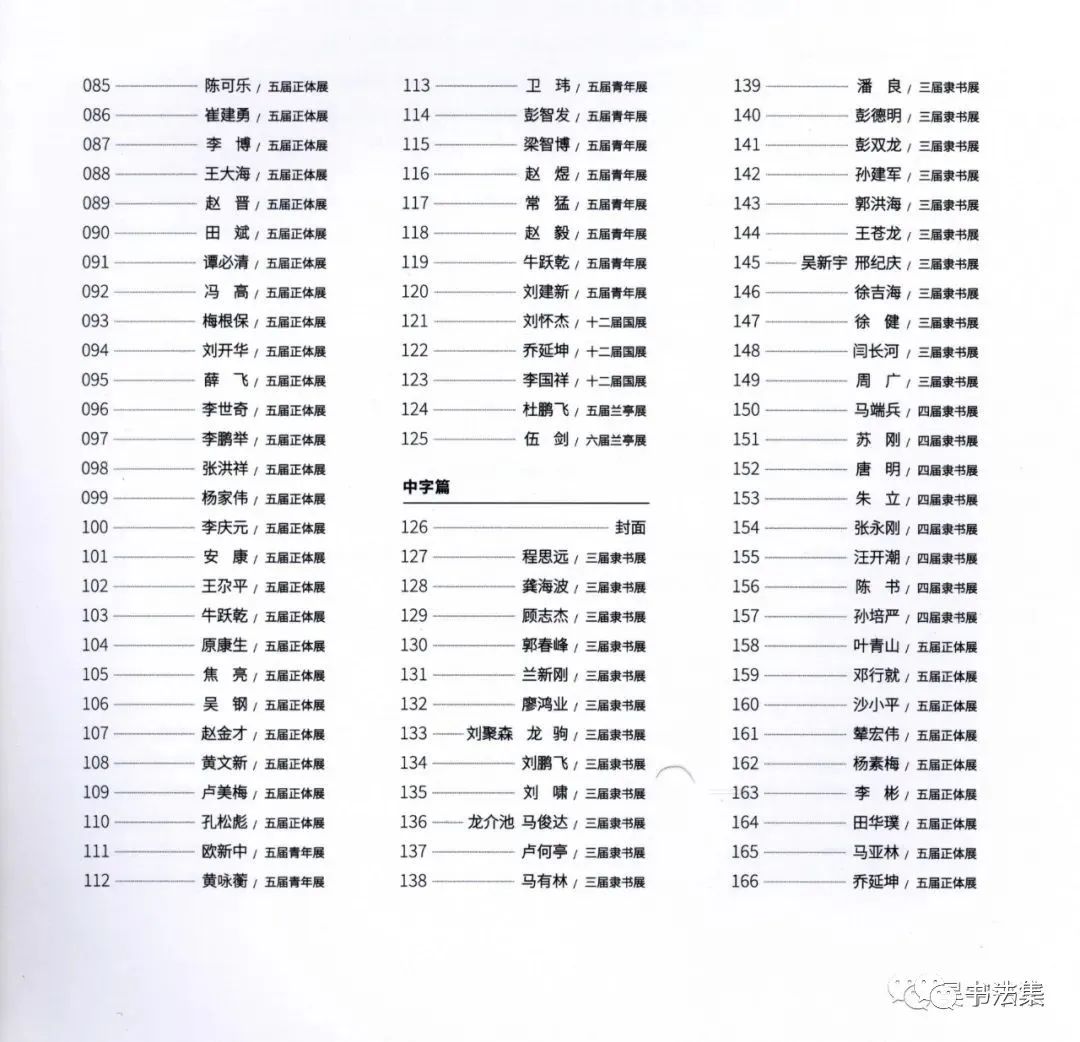 085 陈可乐 / 五届正体展
086 崔建勇 / 五届正体展
087 李 博 / 五届正体展
088 王大海 / 五届正体展
089 赵 晋 / 五届正体展
090 田 斌 / 五届正体展
091 谭必清 / 五届正体展
092 冯 高 / 五届正体展
093 梅根保 / 五届正体展
094 刘开华 / 五届正体展
095 薛 飞 / 五届正体展
096 李世奇 / 五届正体展
097 李鹏举 / 五届正体展
098 张洪祥 / 五届正体展
099 杨家伟 / 五届正体展
100 李庆元 / 五届正体展
101 安 康 / 五届正体展
102 王尕平 / 五届正体展
103 牛跃乾 / 五届正体展
104 原康生 / 五届正体展
105 焦 亮 / 五届正体展
106 吴 钢 / 五届正体展
107 赵金才 / 五届正体展
108 黄文新 / 五届正体展
109 卢美梅 / 五届正体展
110 孔松彪 / 五届正体展
111 欧新中 / 五届青年展
112 黄咏蘅 / 五届青年展
113 卫 玮 / 五届青年展
114 彭智发 / 五届青年展
115 梁智博 / 五届青年展
116 赵 煜 / 五届青年展
117 常 猛 / 五届青年展
118 赵 毅 / 五届青年展
119 牛跃乾 / 五届青年展
120 刘建新 / 五届青年展
121 刘怀杰 / 十二届国展
122 乔延坤 / 十二届国展
123 李国祥 / 十二届国展
124 杜鹏飞 / 五届兰亭展
125 伍 剑 / 六届兰亭展
中字篇
126 封面
127 程思远 / 三届隶书展
128 龚海波 / 三届隶书展
129 顾志杰 / 三届隶书展
130 郭春峰 / 三届隶书展
131 兰新刚 / 三届隶书展
132 廖鸿业 / 三届隶书展
133 刘聚森 龙 驹 / 三届隶书展
134 刘鹏飞 / 三届隶书展
135 刘 啸 / 三届隶书展
136 龙介池 马俊达 / 三届隶书展
137 卢何亭 / 三届隶书展
138 马有林 / 三届隶书展
139 潘 良 / 三届隶书展
140 彭德明 / 三届隶书展
141 彭双龙 / 三届隶书展
142 孙建军 / 三届隶书展
143 郭洪海 / 三届隶书展
144 王苍龙 / 三届隶书展
145 吴新宇 邢纪庆 / 三届隶书展
146 徐吉海 / 三届隶书展
147 徐 健 / 三届隶书展
148 闫长河 / 三届隶书展
149 周 广 / 三届隶书展
150 马端兵 / 四届隶书展
151 苏 刚 / 四届隶书展
152 唐 明 / 四届隶书展
153 朱 立 / 四届隶书展
154 张永刚 / 四届隶书展
155 汪开潮 / 四届隶书展
156 陈 书 / 四届隶书展
157 孙培严 / 四届隶书展
158 叶青山 / 五届正体展
159 邓行就 / 五届正体展
160 沙小平 / 五届正体展
161 辇宏伟 / 五届正体展
162 杨素梅 / 五届正体展
163 李 彬 / 五届正体展
164 田华璞 / 五届正体展
165 马亚林 / 五届正体展
166 乔延坤 / 五届正体展
书法集